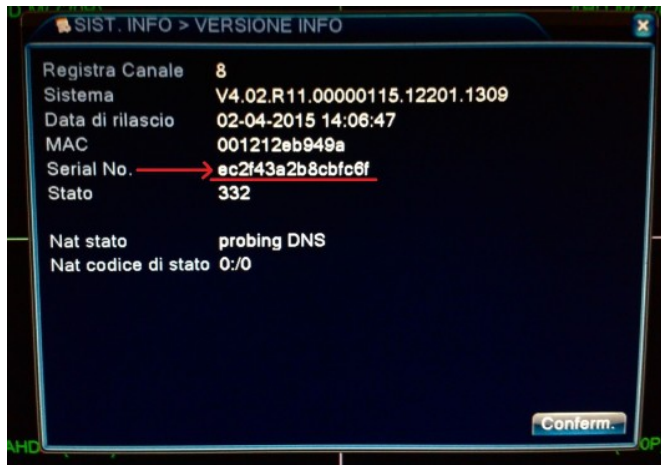 SIST. INFO > VERSIONE INFO
Registra Canale 8
Sistema V4.02.R11.00000115.12201.1309
Data di rilascio 02-04-2015 14:06:47
MAC 001212eb949a
Serial No. ec2f43a2b8cbfc6f
Stato 332
Nat stato probing DNS
Nat codice di stato 0:/0
Conferm.
AHD